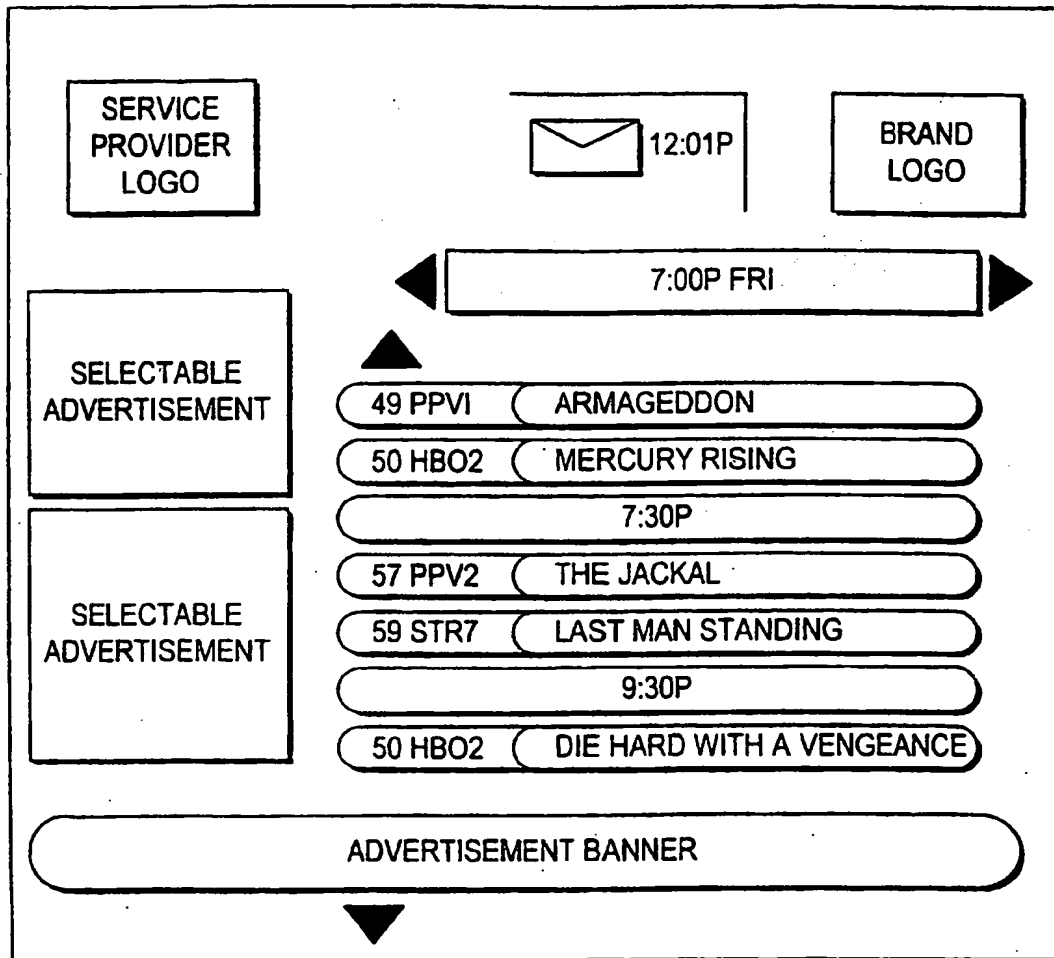 SERVICE
PROVIDER
LOGO
12:01P
BRAND
LOGO
7:00P FRI
SELECTABLE
ADVERTISEMENT
SELECTABLE
ADVERTISEMENT
49 PPVI ARMAGEDDON
50 HBO2 MERCURY RISING
7:30P
57 PPV2 THE JACKAL
59 STR7 LAST MAN STANDING
9:30P
50 HBO2 DIE HARD WITH A VENGEANCE
ADVERTISEMENT BANNER